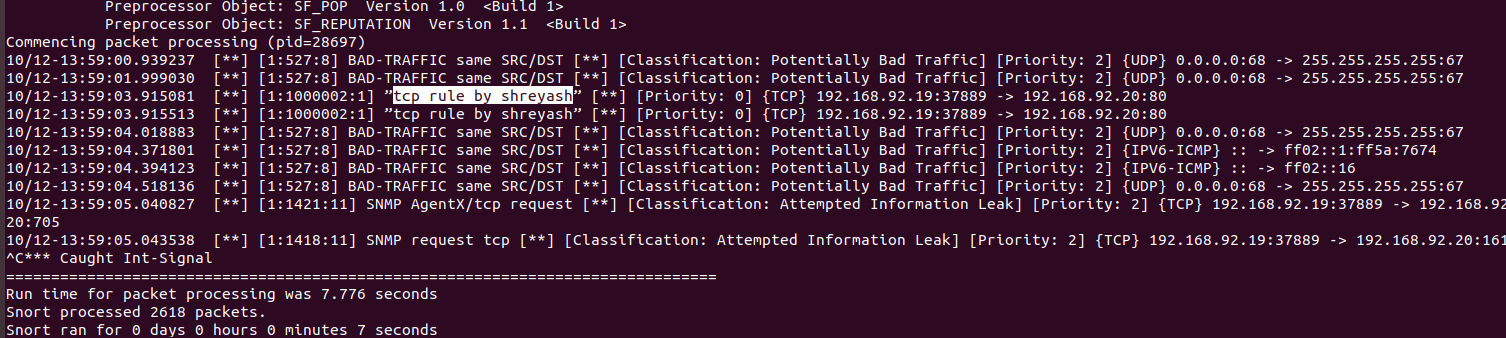 Preprocessor Object: SF_POP  Version 1.0  <Build 1>
Preprocessor Object: SF_REPUTATION  Version 1.1  <Build 1>
Commencing packet processing (pid=28697)
10/12-13:59:00.939237  [**] [1:527:8] BAD-TRAFFIC same SRC/DST [**] [Classification: Potentially Bad Traffic] [Priority: 2] {UDP} 0.0.0.0:68 -> 255.255.255.255:67
10/12-13:59:01.999030  [**] [1:527:8] BAD-TRAFFIC same SRC/DST [**] [Classification: Potentially Bad Traffic] [Priority: 2] {UDP} 0.0.0.0:68 -> 255.255.255.255:67
10/12-13:59:03.915081  [**] [1:1000002:1] ”tcp rule by shreyash” [**] [Priority: 0] {TCP} 192.168.92.19:37889 -> 192.168.92.20:80
10/12-13:59:03.915513  [**] [1:1000002:1] ”tcp rule by shreyash” [**] [Priority: 0] {TCP} 192.168.92.19:37889 -> 192.168.92.20:80
10/12-13:59:04.018883  [**] [1:527:8] BAD-TRAFFIC same SRC/DST [**] [Classification: Potentially Bad Traffic] [Priority: 2] {UDP} 0.0.0.0:68 -> 255.255.255.255:67
10/12-13:59:04.371801  [**] [1:527:8] BAD-TRAFFIC same SRC/DST [**] [Classification: Potentially Bad Traffic] [Priority: 2] {IPV6-ICMP} :: -> ff02::1:ff5a:7674
10/12-13:59:04.394123  [**] [1:527:8] BAD-TRAFFIC same SRC/DST [**] [Classification: Potentially Bad Traffic] [Priority: 2] {IPV6-ICMP} :: -> ff02::16
10/12-13:59:04.518136  [**] [1:527:8] BAD-TRAFFIC same SRC/DST [**] [Classification: Potentially Bad Traffic] [Priority: 2] {UDP} 0.0.0.0:68 -> 255.255.255.255:67
10/12-13:59:05.040827  [**] [1:1421:11] SNMP AgentX/tcp request [**] [Classification: Attempted Information Leak] [Priority: 2] {TCP} 192.168.92.19:37889 -> 192.168.92
20:705
10/12-13:59:05.043538  [**] [1:1418:11] SNMP request tcp [**] [Classification: Attempted Information Leak] [Priority: 2] {TCP} 192.168.92.19:37889 -> 192.168.92.20:161
^C*** Caught Int-Signal
===============================================================================
Run time for packet processing was 7.776 seconds
Snort processed 2618 packets.
Snort ran for 0 days 0 hours 0 minutes 7 seconds